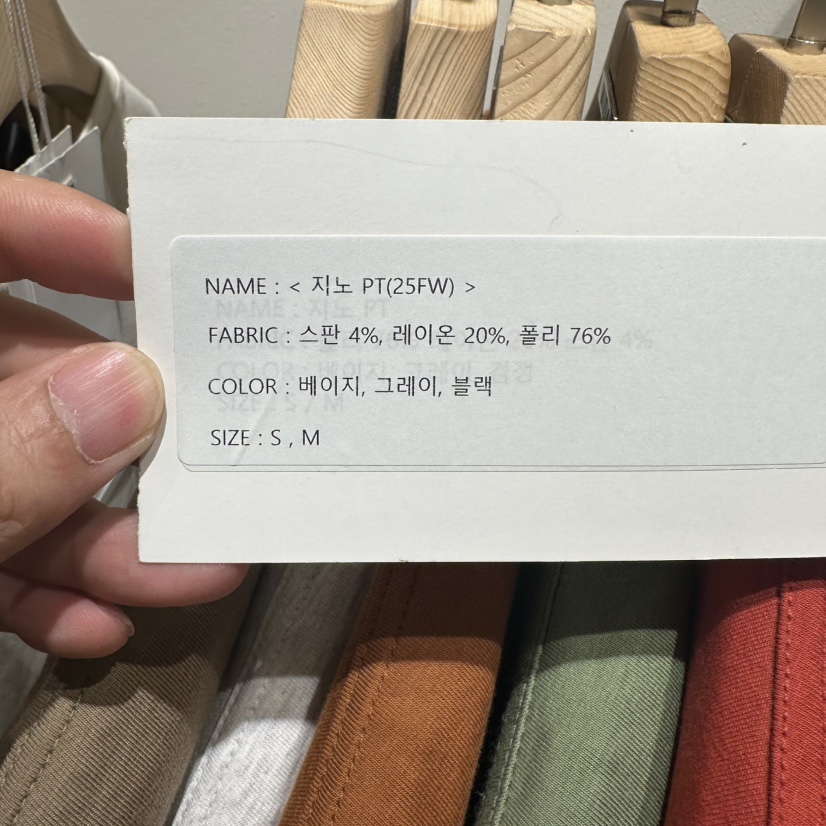 NAME : < 지노 PT(25FW) >
FABRIC : 스판 4%, 레이온 20%, 폴리 76%
COLOR : 베이지, 그레이, 블랙
SIZE : S , M